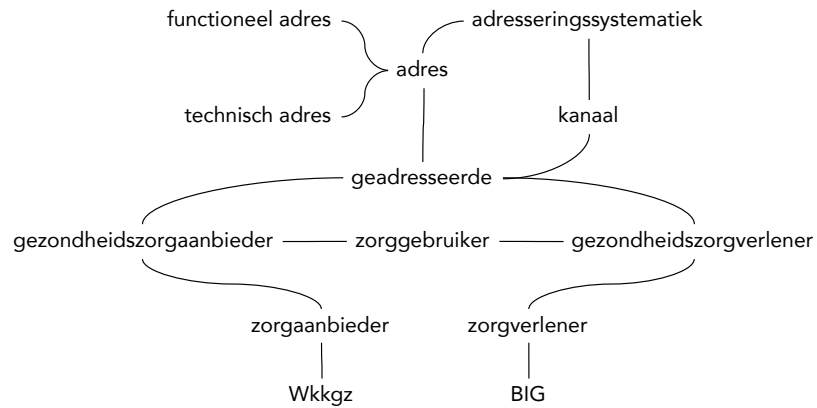 functioneel adres
adresseringssystematiek
adres
technisch adres
kanaal
geadresseerde
gezondheidszorgaanbieder
zorggebruiker
gezondheidszorgverlener
zorgaanbieder
zorgverlener
Wkkgz
BIG